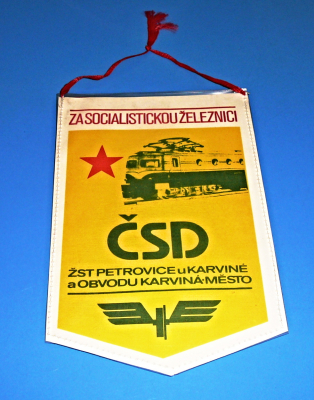 ZA SOCIALISTICKOU ŽELEZNICI
ČSD
ŽST PETROVICE u KARVINÉ
a OBVODU KARVINÁ-MĚSTO